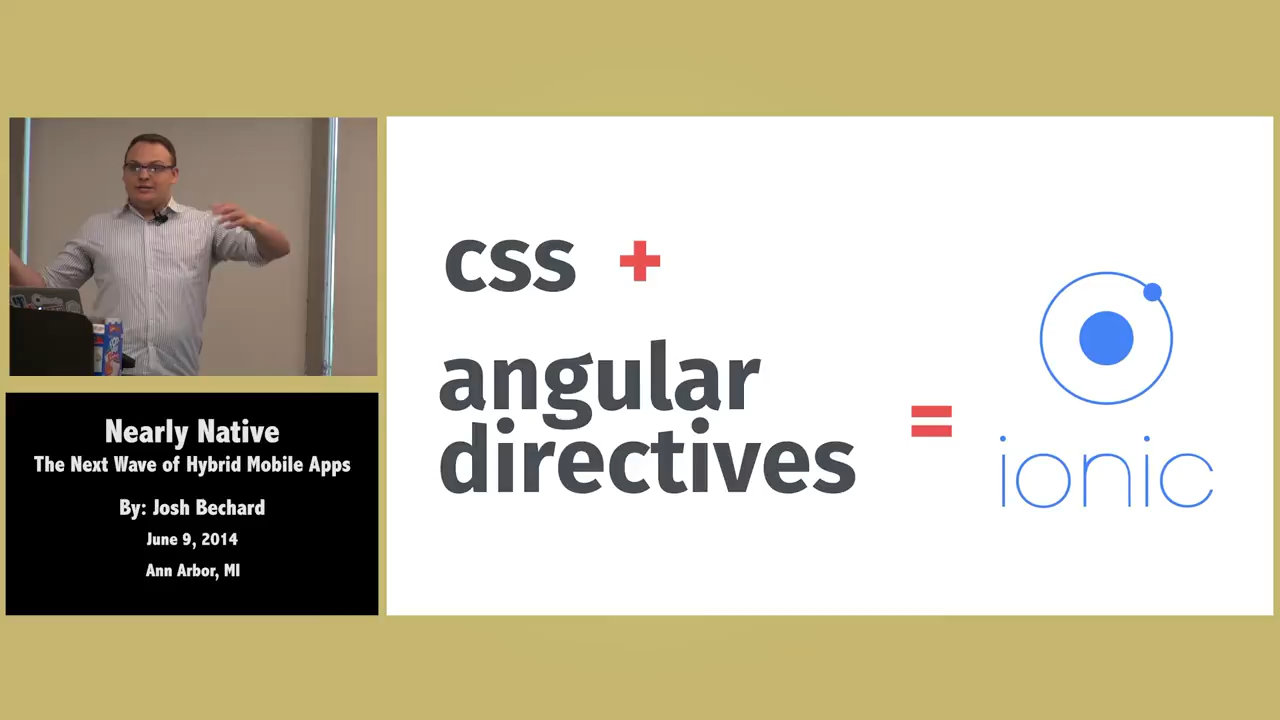 Nearly Native
The Next Wave of Hybrid Mobile Apps
By: Josh Bechard
June 9, 2014
Ann Arbor, MI
css +
angular
directives
=
ionic